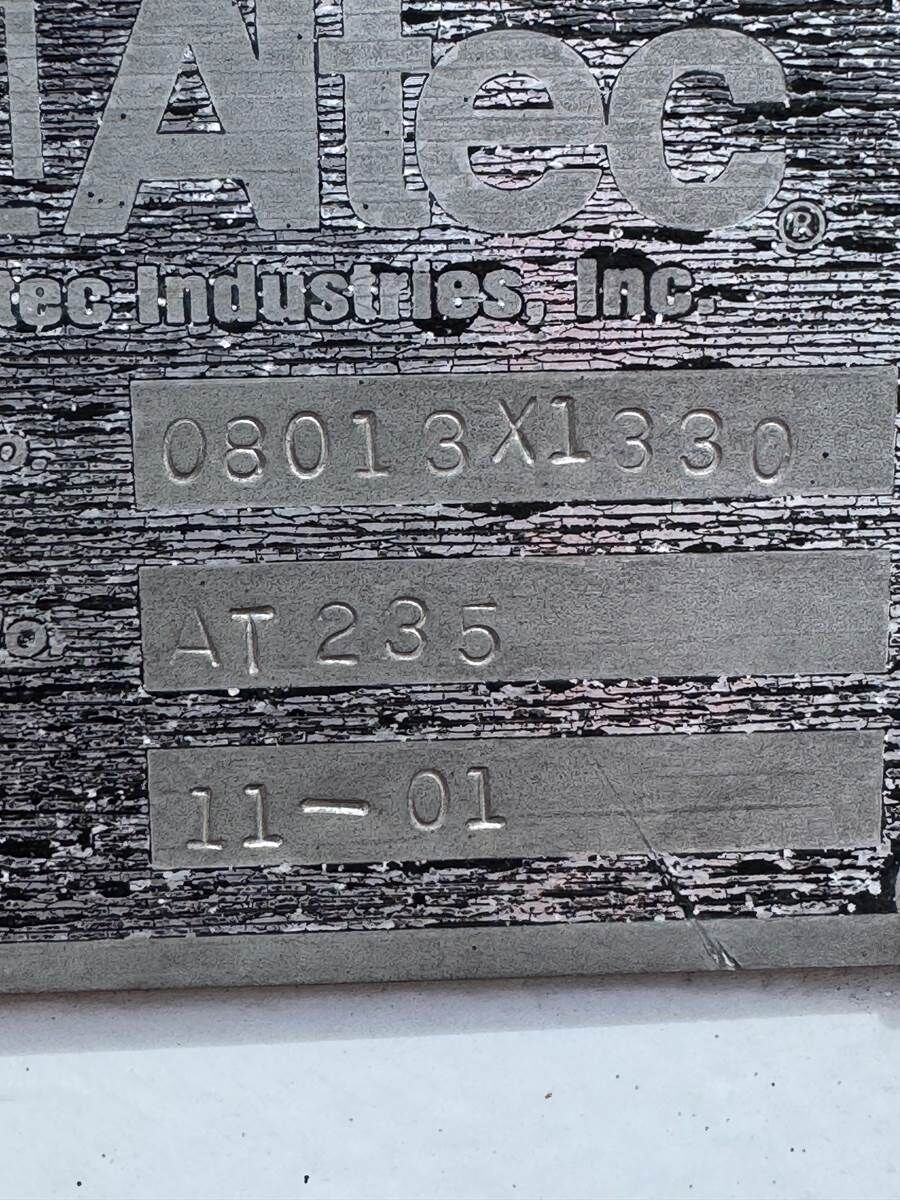 Altec®
tec Industries, Inc.
o. 08013X1330
o AT235
11-01